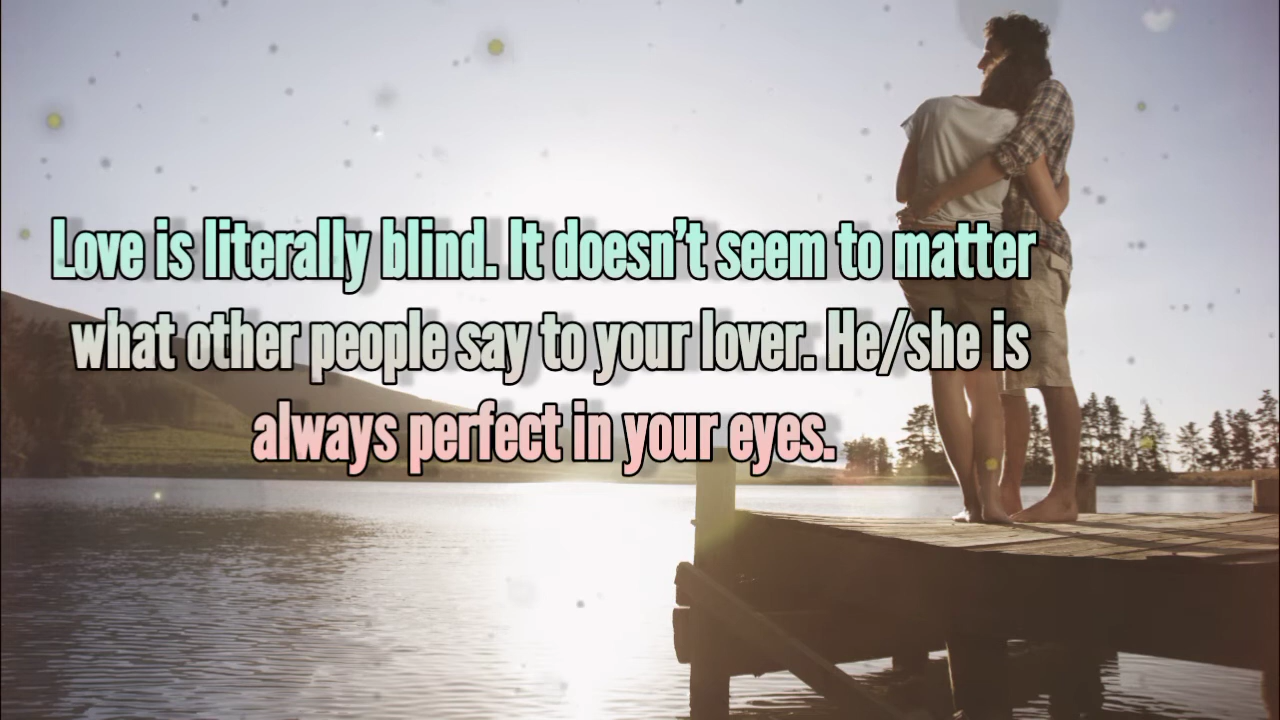 Love is literally blind. It doesn't seem to matter
what other people say to your lover. He/she is
always perfect in your eyes.